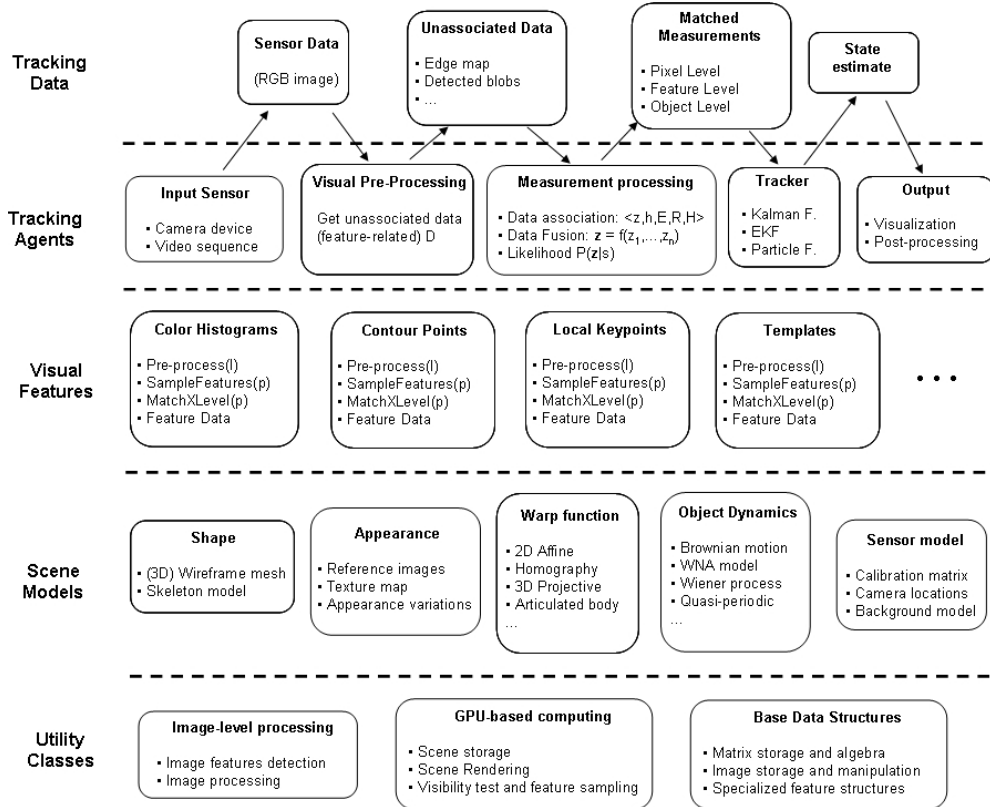 Tracking
Data
Sensor Data
(RGB image)
Unassociated Data
▪ Edge map
▪ Detected blobs
▪ ...
Matched
Measurements
▪ Pixel Level
▪ Feature Level
▪ Object Level
State
estimate
Tracking
Agents
Input Sensor
▪ Camera device
▪ Video sequence
Visual Pre-Processing
Get unassociated data
(feature-related) D
Measurement processing
▪ Data association: <z,h,E,R,H>
▪ Data Fusion: z = f(z1,...,zn)
▪ Likelihood P(z|s)
Tracker
▪ Kalman F.
▪ EKF
▪ Particle F.
Output
▪ Visualization
▪ Post-processing
Visual
Features
Color Histograms
▪ Pre-process(I)
▪ SampleFeatures(p)
▪ MatchXLevel(p)
▪ Feature Data
Contour Points
▪ Pre-process(I)
▪ SampleFeatures(p)
▪ MatchXLevel(p)
▪ Feature Data
Local Keypoints
▪ Pre-process(I)
▪ SampleFeatures(p)
▪ MatchXLevel(p)
▪ Feature Data
Templates
▪ Pre-process(I)
▪ SampleFeatures(p)
▪ MatchXLevel(p)
▪ Feature Data
• • •
Scene
Models
Shape
▪ (3D) Wireframe mesh
▪ Skeleton model
Appearance
▪ Reference images
▪ Texture map
▪ Appearance variations
Warp function
▪ 2D Affine
▪ Homography
▪ 3D Projective
▪ Articulated body
...
Object Dynamics
▪ Brownian motion
▪ WNA model
▪ Wiener process
▪ Quasi-periodic
...
Sensor model
▪ Calibration matrix
▪ Camera locations
▪ Background model
Utility
Classes
Image-level processing
▪ Image features detection
▪ Image processing
GPU-based computing
▪ Scene storage
▪ Scene Rendering
▪ Visibility test and feature sampling
Base Data Structures
▪ Matrix storage and algebra
▪ Image storage and manipulation
▪ Specialized feature structures